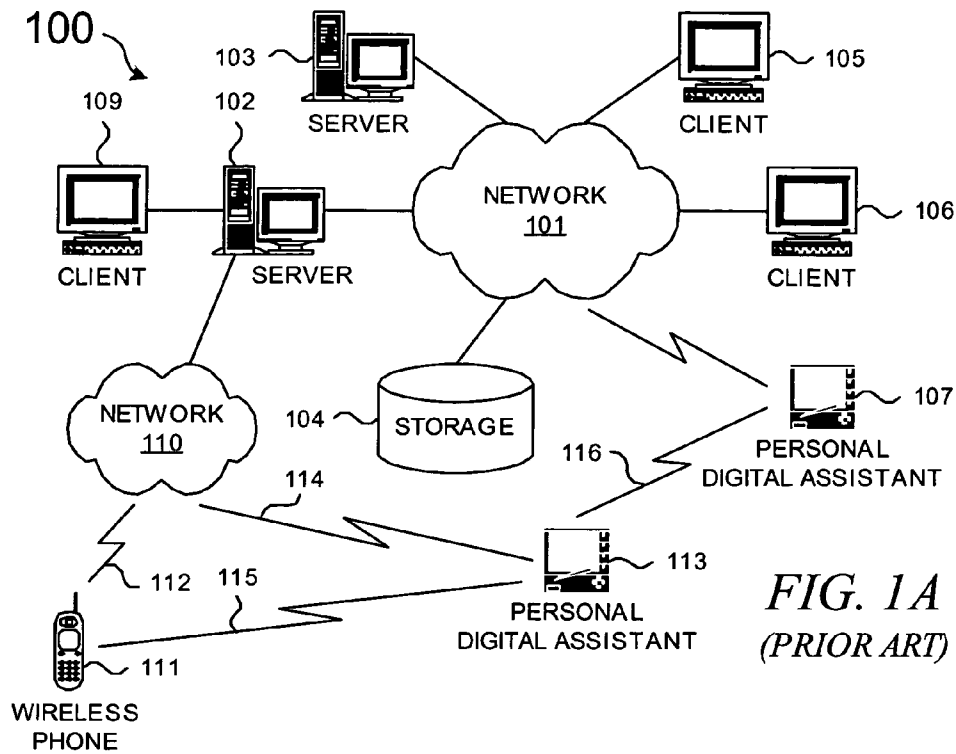 100
103
SERVER
105
CLIENT
109
102
CLIENT
SERVER
NETWORK
101
106
CLIENT
NETWORK
110
104
STORAGE
107
PERSONAL
DIGITAL ASSISTANT
116
114
112
115
113
PERSONAL
DIGITAL ASSISTANT
111
WIRELESS
PHONE
FIG. 1A
(PRIOR ART)